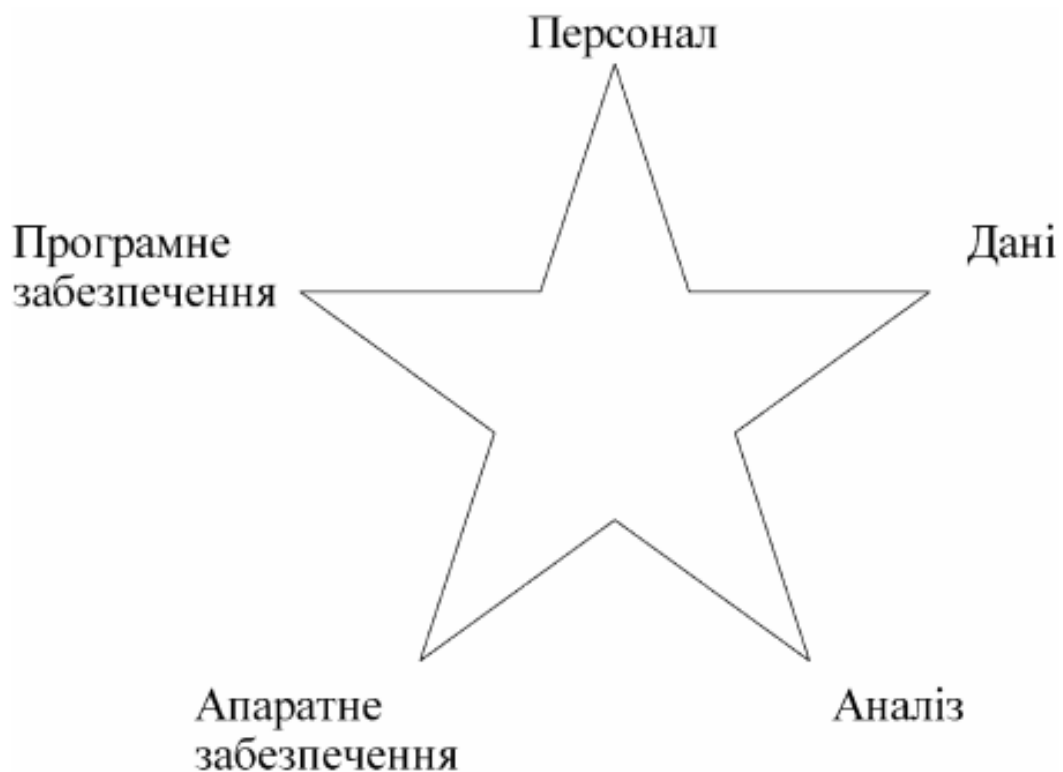 Персонал
Програмне
забезпечення
Дані
Апаратне
забезпечення
Аналіз